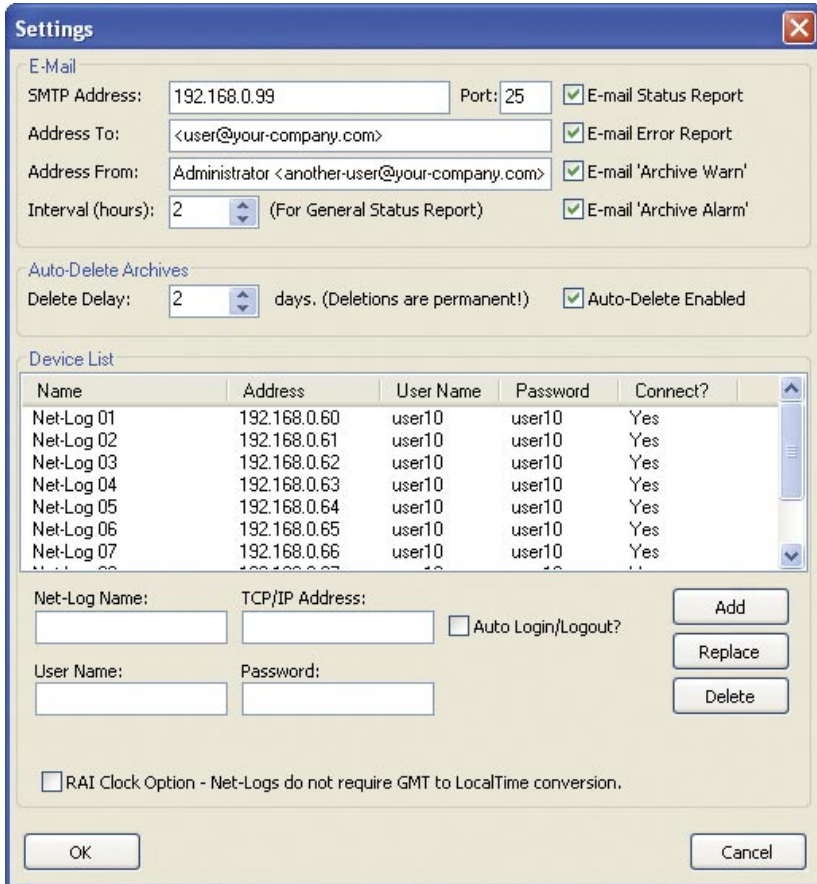 Settings
E-Mail
SMTP Address: 192.168.0.99 Port: 25 E-mail Status Report
Address To: <user@your-company.com> E-mail Error Report
Address From: Administrator <another-user@your-company.com> E-mail 'Archive Warn'
Interval (hours): 2 (For General Status Report) E-mail 'Archive Alarm'
Auto-Delete Archives
Delete Delay: 2 days. (Deletions are permanent!) Auto-Delete Enabled
Device List
Name Address User Name Password Connect?
Net-Log 01 192.168.0.60 user10 user10 Yes
Net-Log 02 192.168.0.61 user10 user10 Yes
Net-Log 03 192.168.0.62 user10 user10 Yes
Net-Log 04 192.168.0.63 user10 user10 Yes
Net-Log 05 192.168.0.64 user10 user10 Yes
Net-Log 06 192.168.0.65 user10 user10 Yes
Net-Log 07 192.168.0.66 user10 user10 Yes
Net-Log Name: TCP/IP Address:
Auto Login/Logout?
Add
Replace
User Name: Password:
Delete
RAI Clock Option - Net-Logs do not require GMT to LocalTime conversion.
OK Cancel